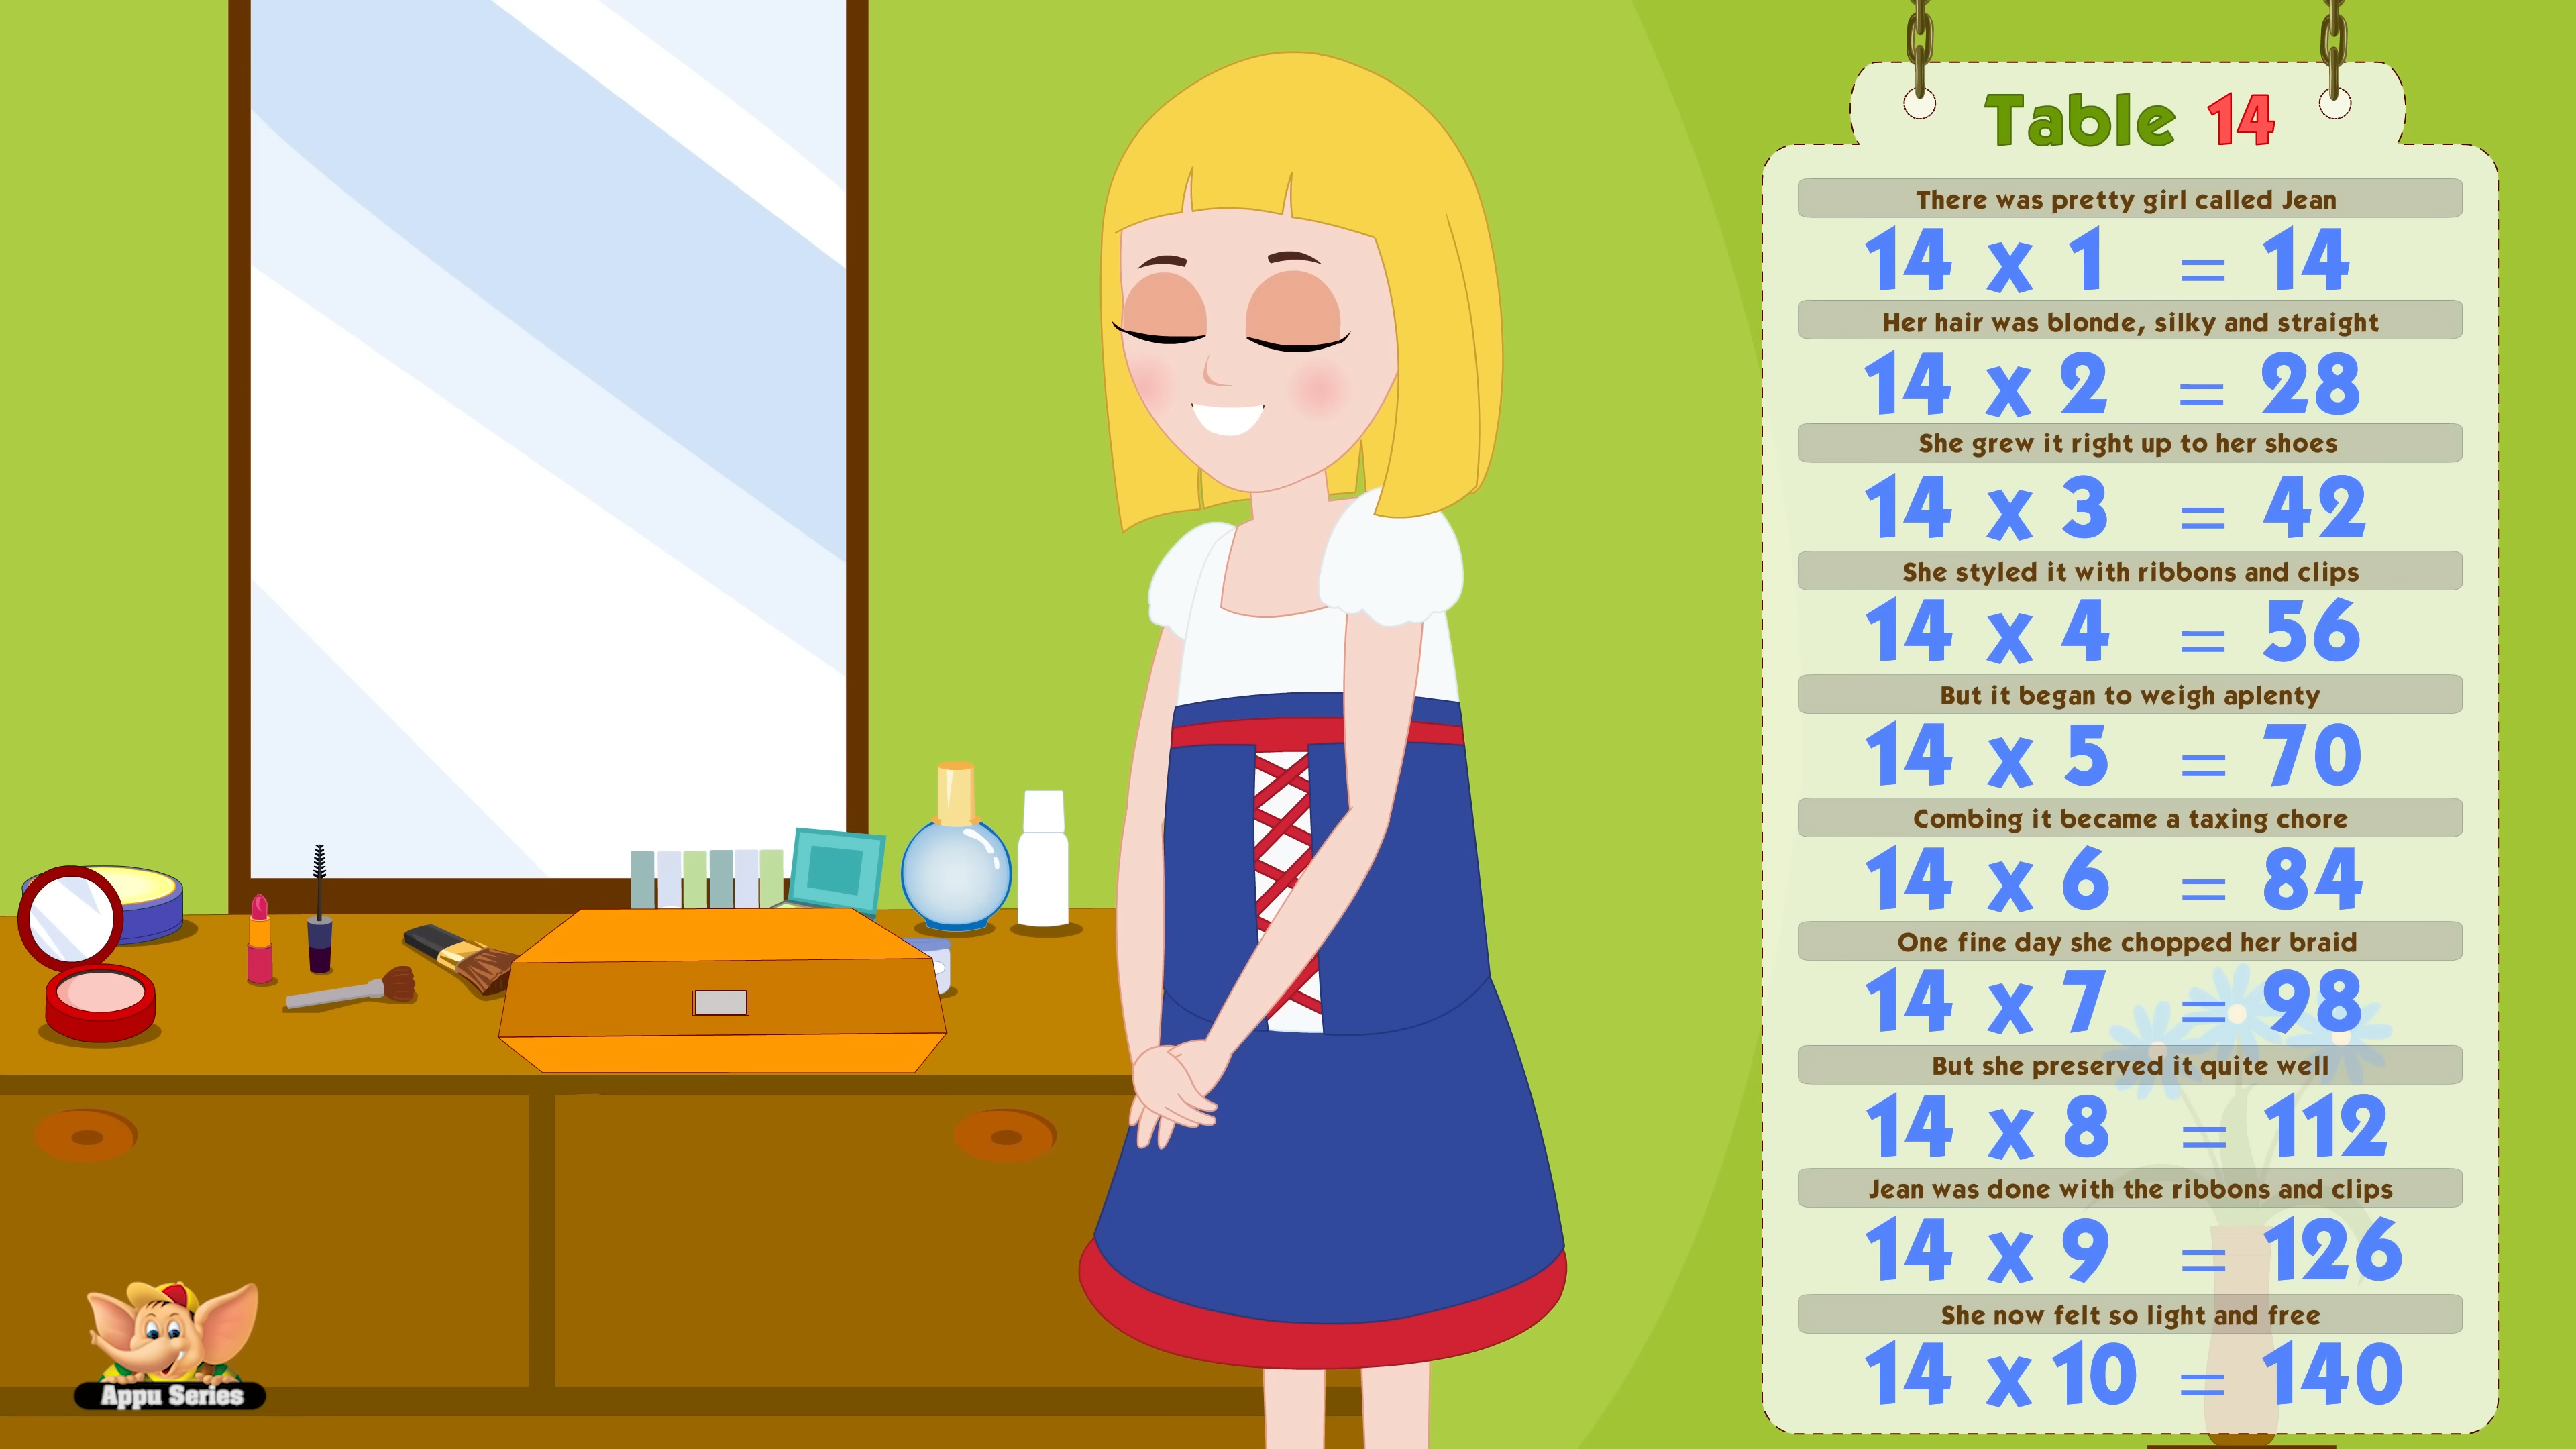 Table 14
There was pretty girl called Jean
14 x 1 = 14
Her hair was blonde, silky and straight
14 x 2 = 28
She grew it right up to her shoes
14 x 3 = 42
She styled it with ribbons and clips
14 x 4 = 56
But it began to weigh aplenty
14 x 5 = 70
Combing it became a taxing chore
14 x 6 = 84
One fine day she chopped her braid
14 x 7 = 98
But she preserved it quite well
14 x 8 = 112
Jean was done with the ribbons and clips
14 x 9 = 126
She now felt so light and free
14 x 10 = 140
Appu Series